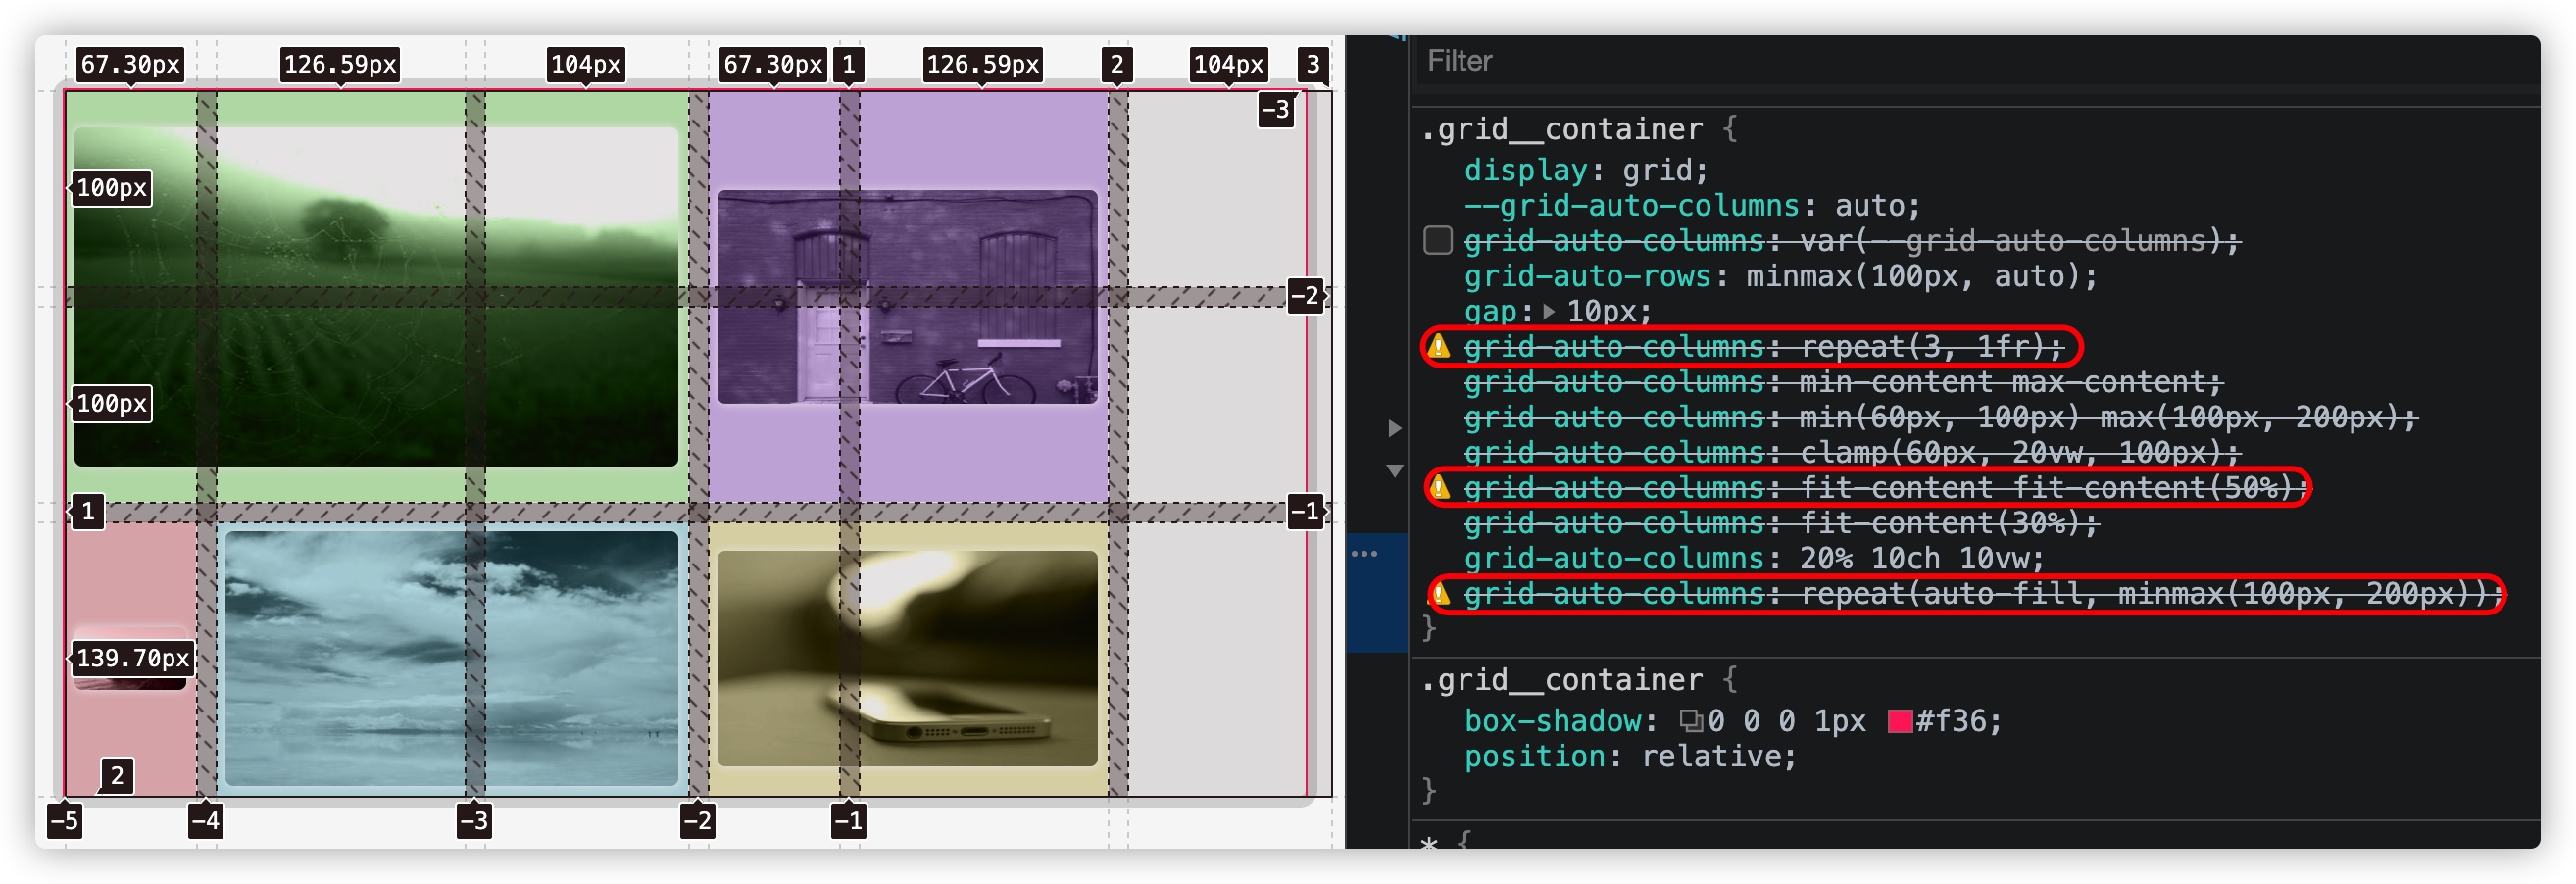 67.30px 126.59px 104px 67.30px 1 126.59px 2 104px 3
−3
100px
−2
100px
1 −1
139.70px
2
−5 −4 −3 −2 −1
Filter
.grid__container {
display: grid;
--grid-auto-columns: auto;
grid-auto-columns: var(--grid-auto-columns);
grid-auto-rows: minmax(100px, auto);
gap: 10px;
grid-auto-columns: repeat(3, 1fr);
grid-auto-columns: min-content max-content;
grid-auto-columns: min(60px, 100px) max(100px, 200px);
grid-auto-columns: clamp(60px, 20vw, 100px);
grid-auto-columns: fit-content fit-content(50%);
grid-auto-columns: fit-content(30%);
grid-auto-columns: 20% 10ch 10vw;
grid-auto-columns: repeat(auto-fill, minmax(100px, 200px));
}
.grid__container {
box-shadow: 0 0 0 1px #f36;
position: relative;
}
* {